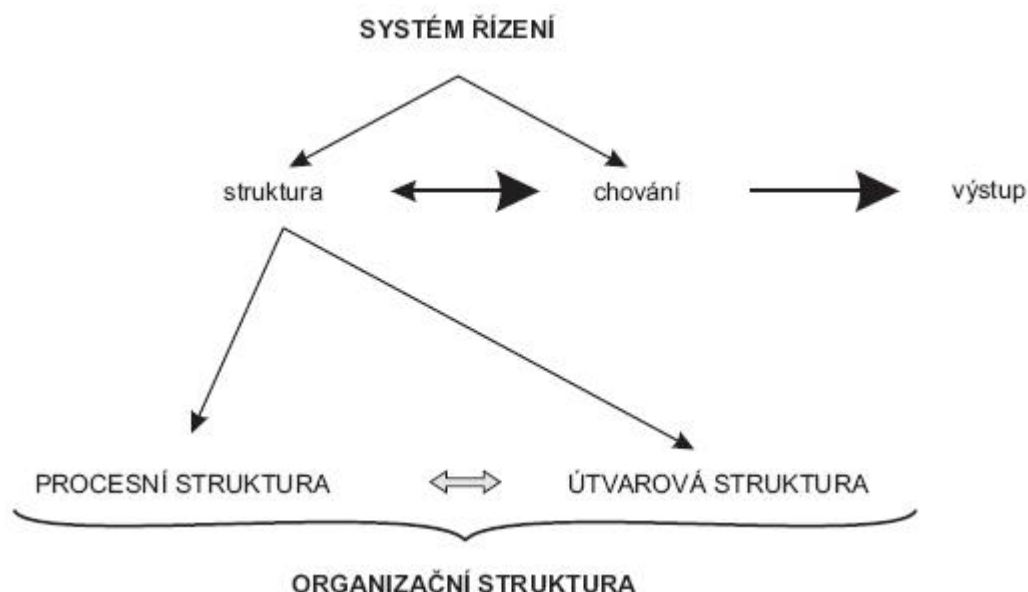 SYSTÉM ŘÍZENÍ
struktura chování výstup
PROCESNÍ STRUKTURA ÚTVAROVÁ STRUKTURA
ORGANIZAČNÍ STRUKTURA